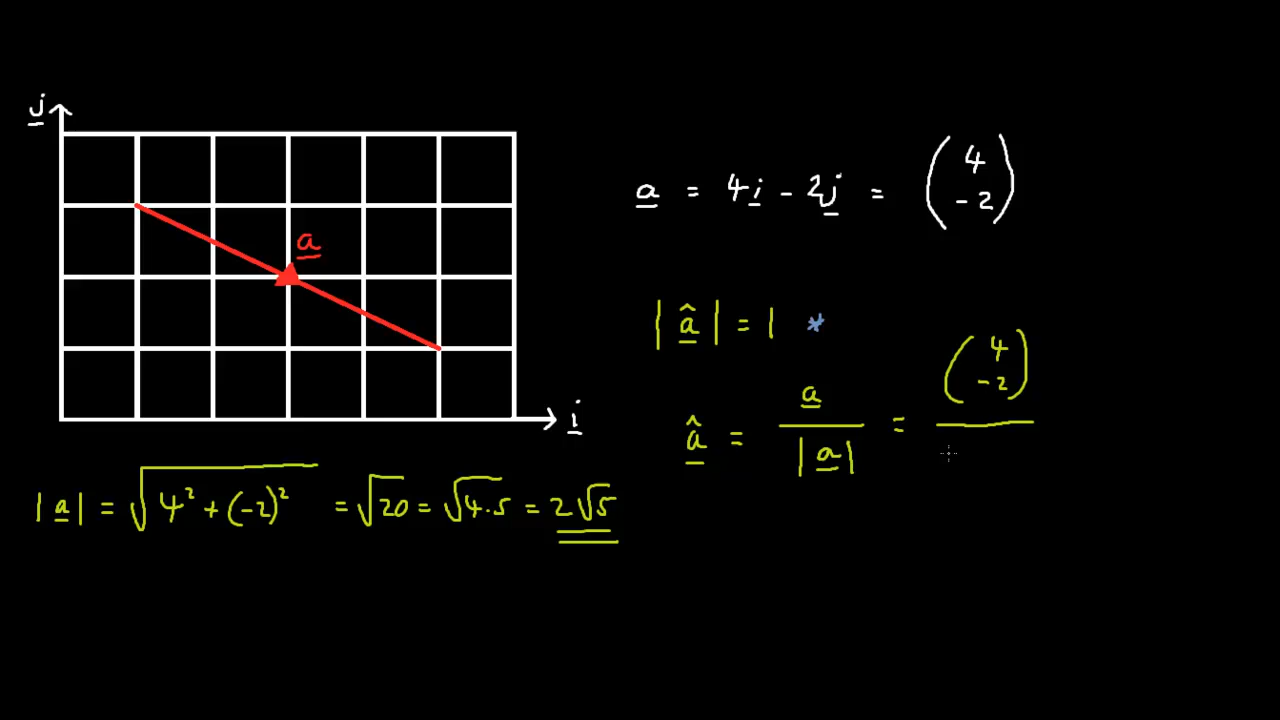 j
a
i
|a| = √4² + (-2)² = √20 = √4·5 = 2√5
a = 4i - 2j = (4 -2)
|â| = 1 *
â = a / |a| = (4 -2) /